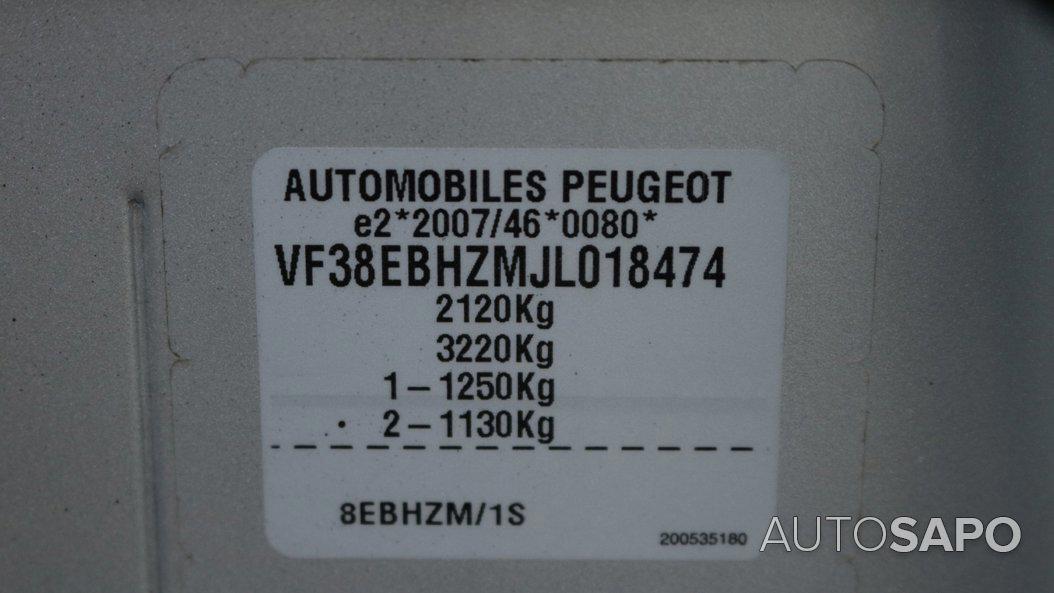 AUTOMOBILES PEUGEOT
e2*2007/46*0080*
VF38EBHZMJL018474
2120Kg
3220Kg
1-1250Kg
2-1130Kg
8EBHZM/1S
200535180
AUTOSAPO